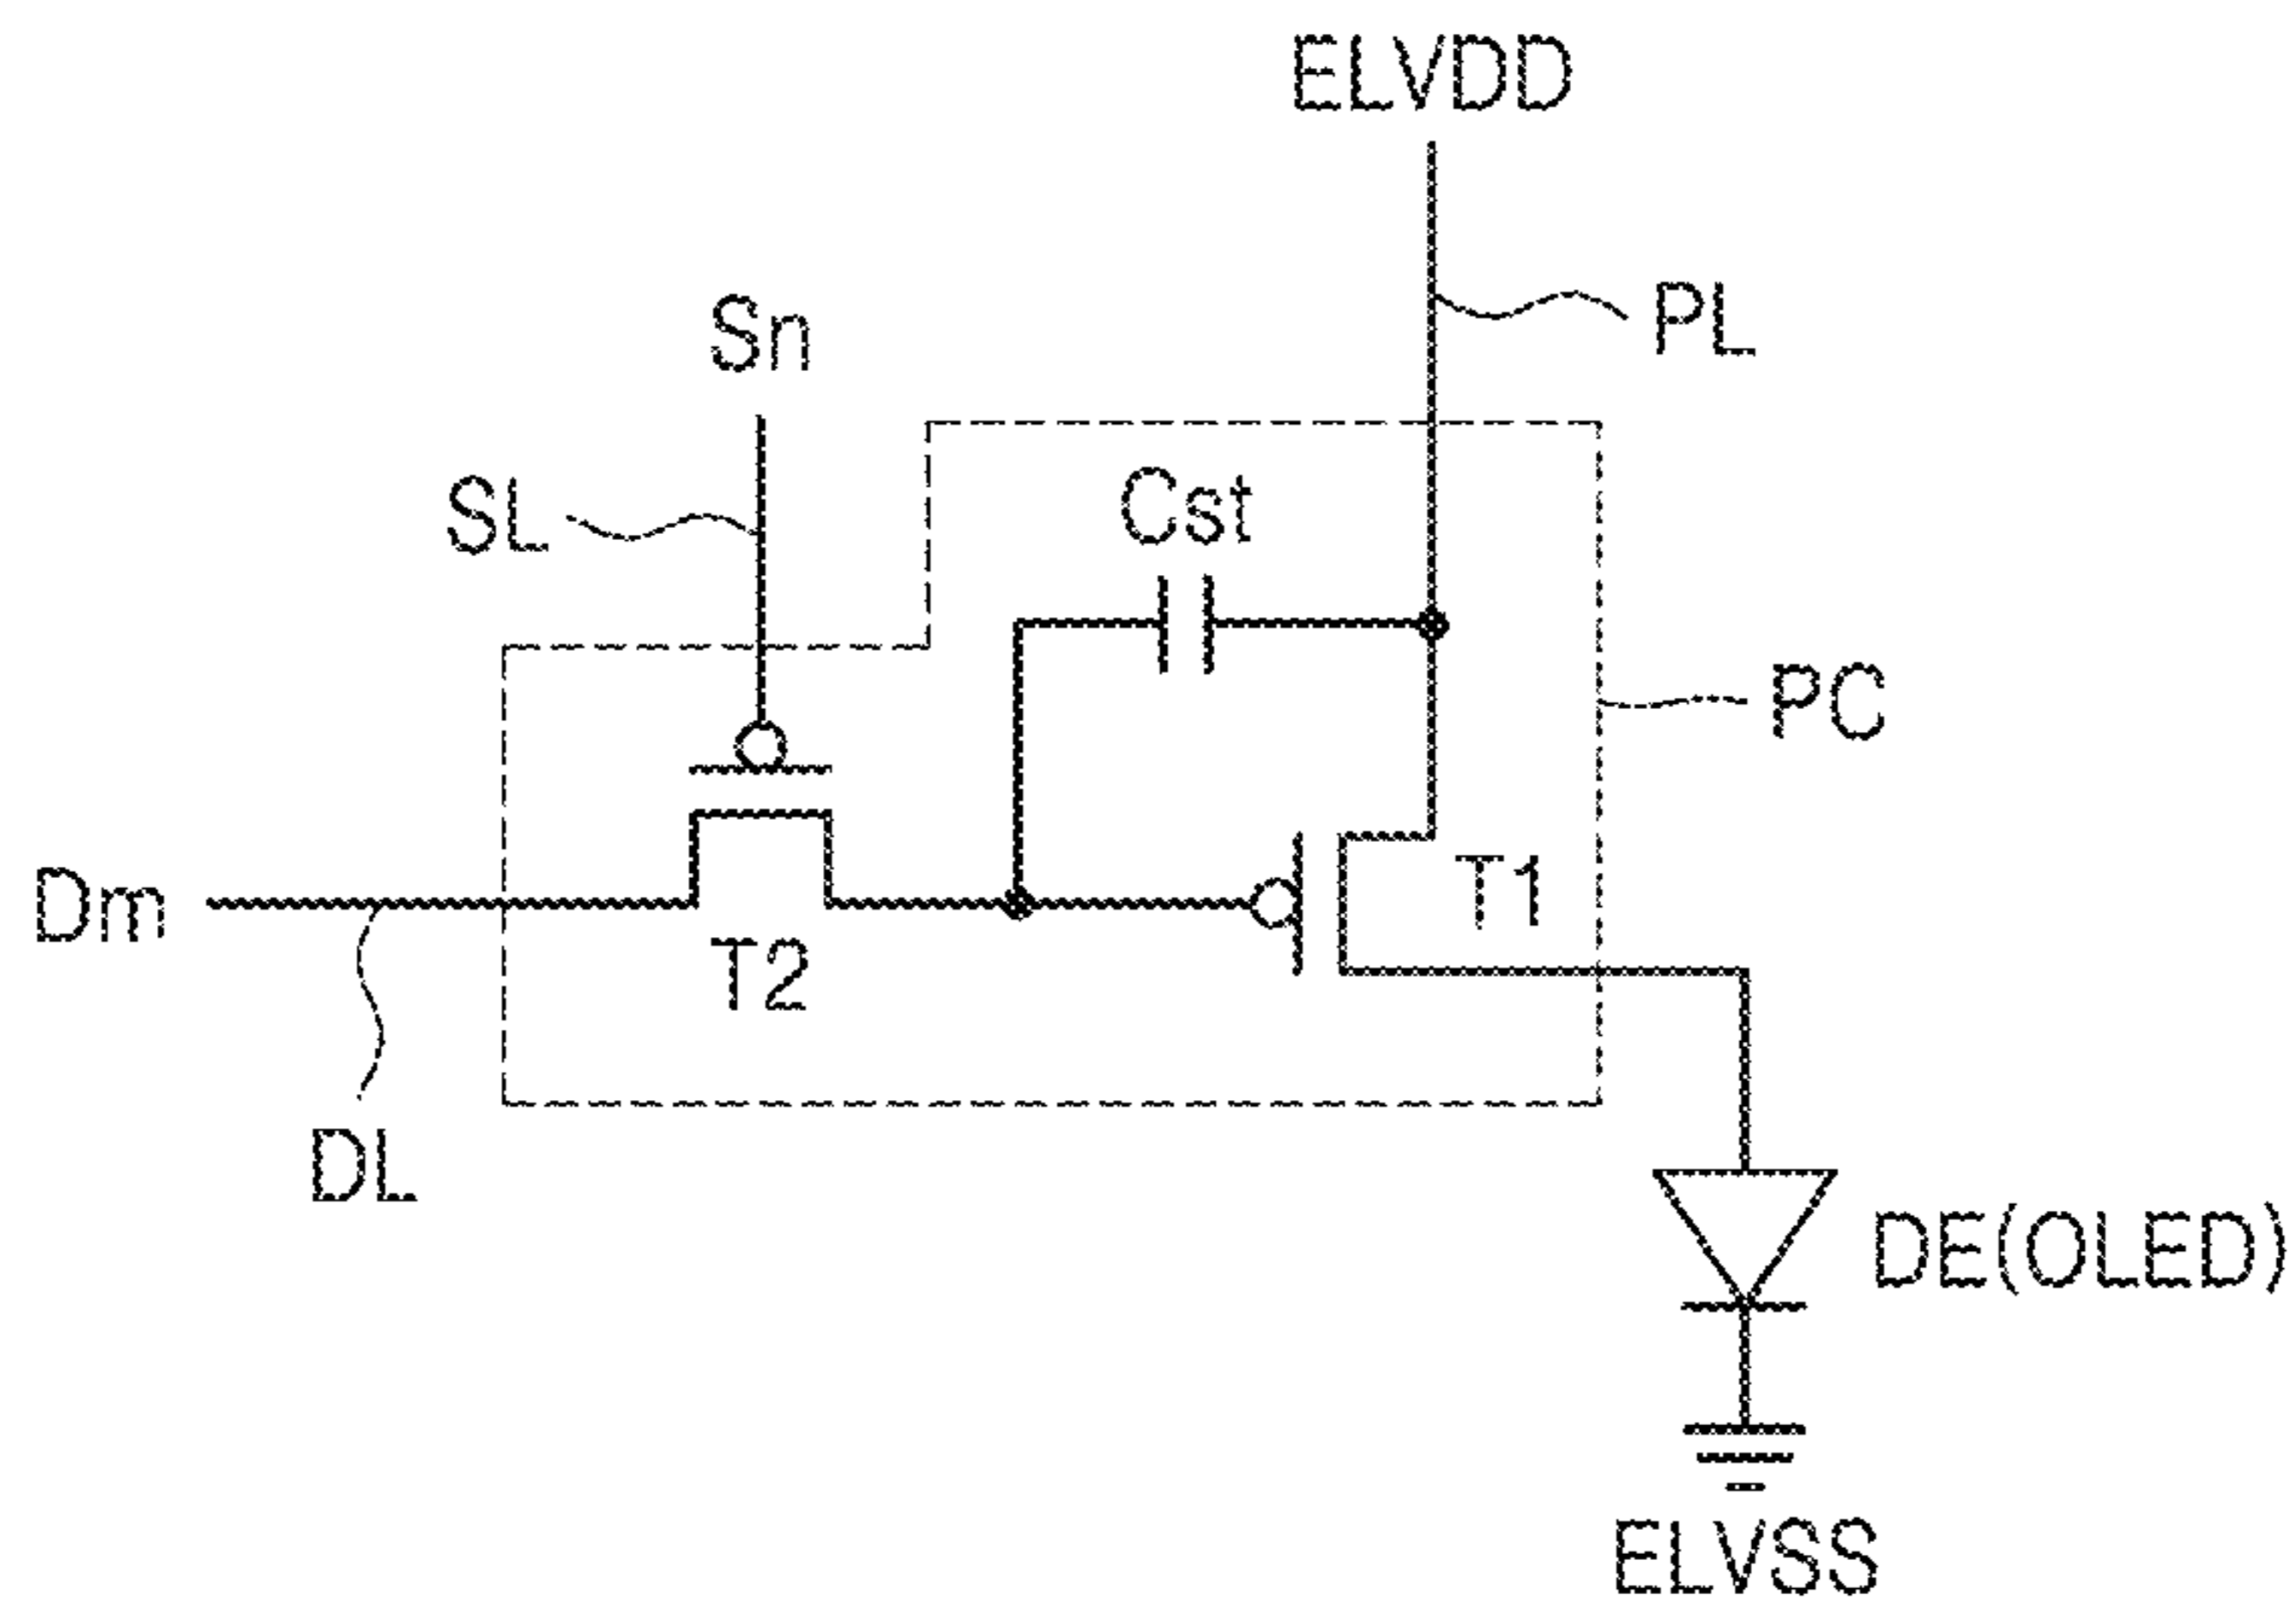 ELVDD
Sn
PL
SL
Cst
PC
Dm
T1
T2
DL
DE(OLED)
ELVSS